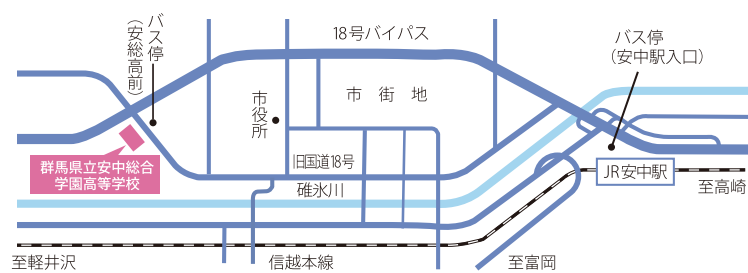 バス停
（安総高前）
18号バイパス
バス停
（安中駅入口）
市役所
市 街 地
群馬県立安中総合
学園高等学校
旧国道18号
碓氷川
JR安中駅
至高崎
至軽井沢
信越本線
至富岡